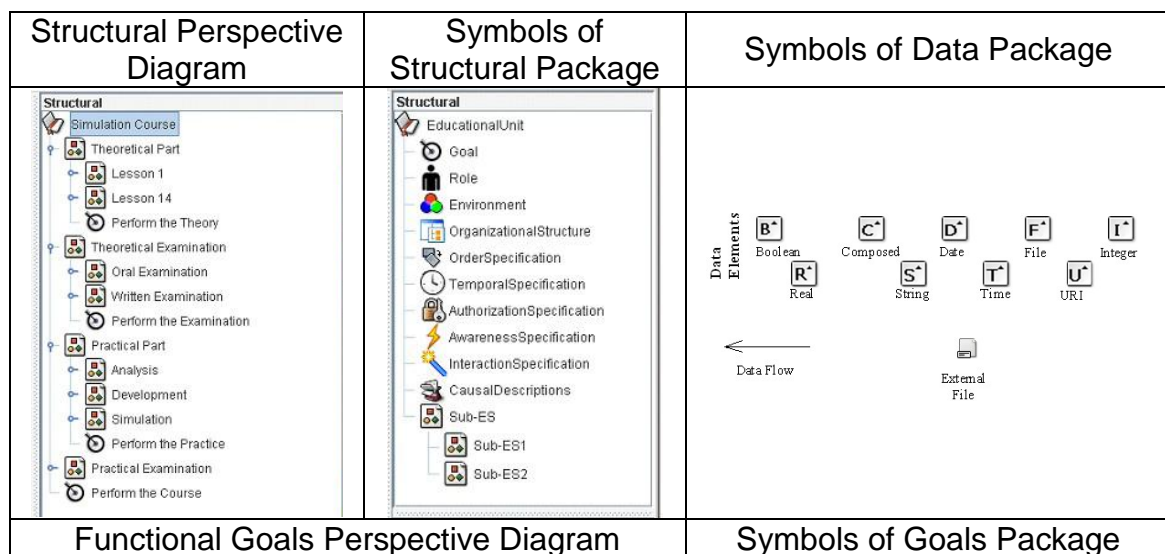 Structural Perspective
Diagram
Symbols of
Structural Package
Symbols of Data Package
Structural
Simulation Course
Theoretical Part
Lesson 1
Lesson 14
Perform the Theory
Theoretical Examination
Oral Examination
Written Examination
Perform the Examination
Practical Part
Analysis
Development
Simulation
Perform the Practice
Practical Examination
Perform the Course
Structural
EducationalUnit
Goal
Role
Environment
OrganizationalStructure
OrderSpecification
TemporalSpecification
AuthorizationSpecification
AwarenessSpecification
InteractionSpecification
CausalDescriptions
Sub-ES
Sub-ES1
Sub-ES2
Data
Elements
B C D F I
Boolean Composed Date File Integer
R S T U
Real String Time URI
Data Flow
External
File
Functional Goals Perspective Diagram
Symbols of Goals Package